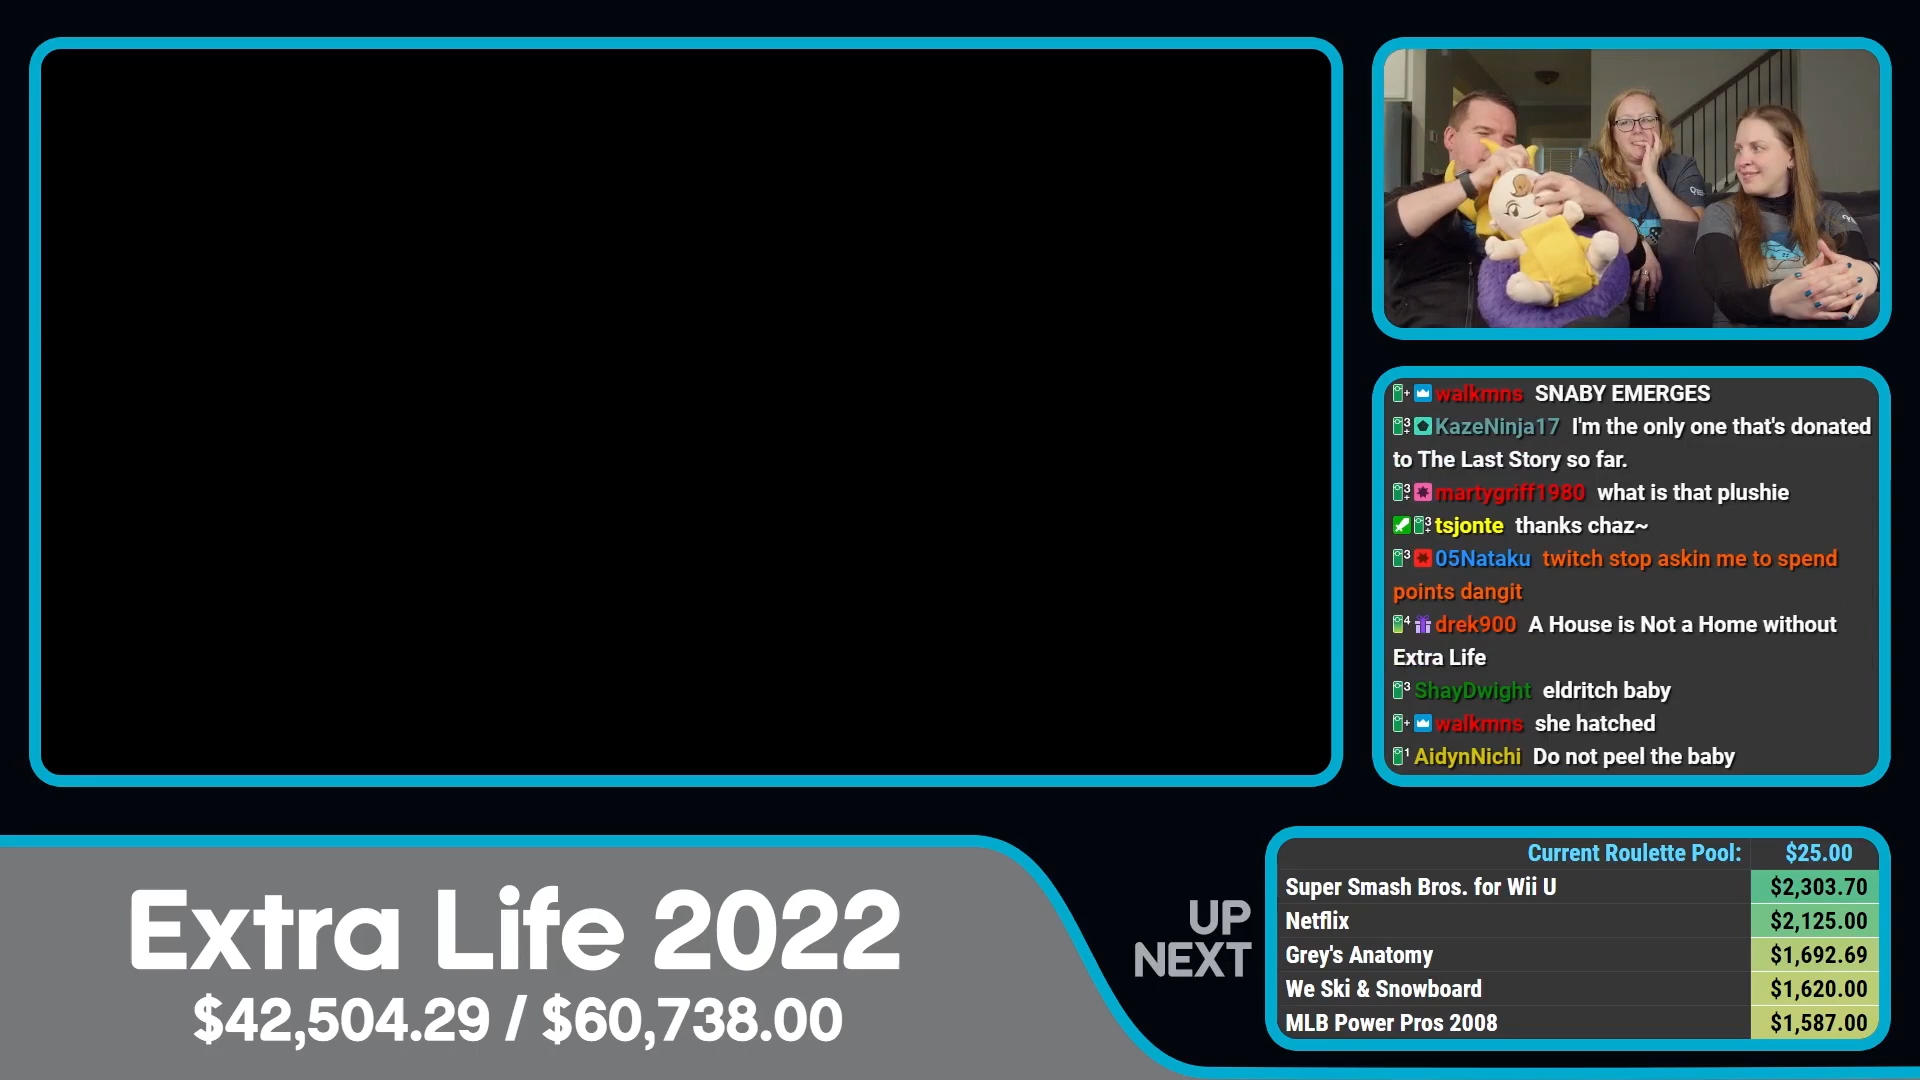 walkmns SNABY EMERGES
KazeNinja17 I'm the only one that's donated
to The Last Story so far.
martygriff1980 what is that plushie
tsjonte thanks chaz~
05Nataku twitch stop askin me to spend
points dangit
drek900 A House is Not a Home without
Extra Life
ShayDwight eldritch baby
walkmns she hatched
AidynNichi Do not peel the baby
Extra Life 2022
$42,504.29 / $60,738.00
UP
NEXT
Current Roulette Pool: $25.00
Super Smash Bros. for Wii U $2,303.70
Netflix $2,125.00
Grey's Anatomy $1,692.69
We Ski & Snowboard $1,620.00
MLB Power Pros 2008 $1,587.00